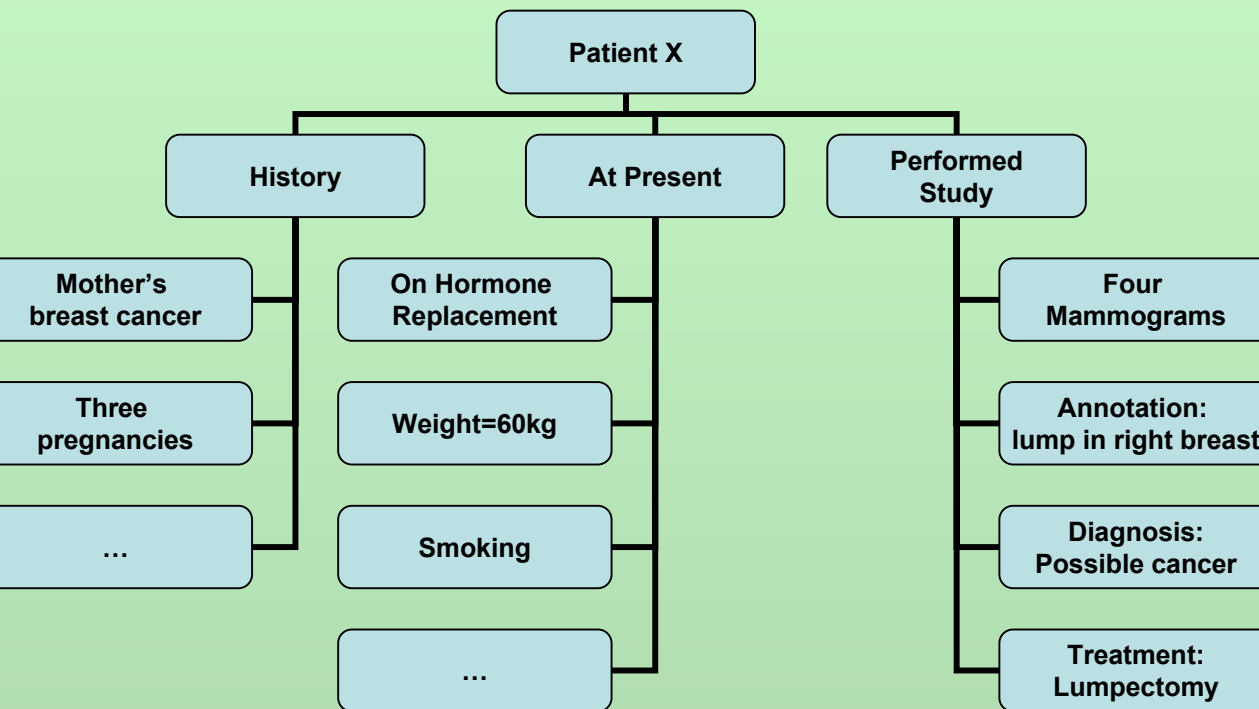 Patient X
History
At Present
Performed
Study
Mother’s
breast cancer
Three
pregnancies
…
On Hormone
Replacement
Weight=60kg
Smoking
…
Four
Mammograms
Annotation:
lump in right breast
Diagnosis:
Possible cancer
Treatment:
Lumpectomy